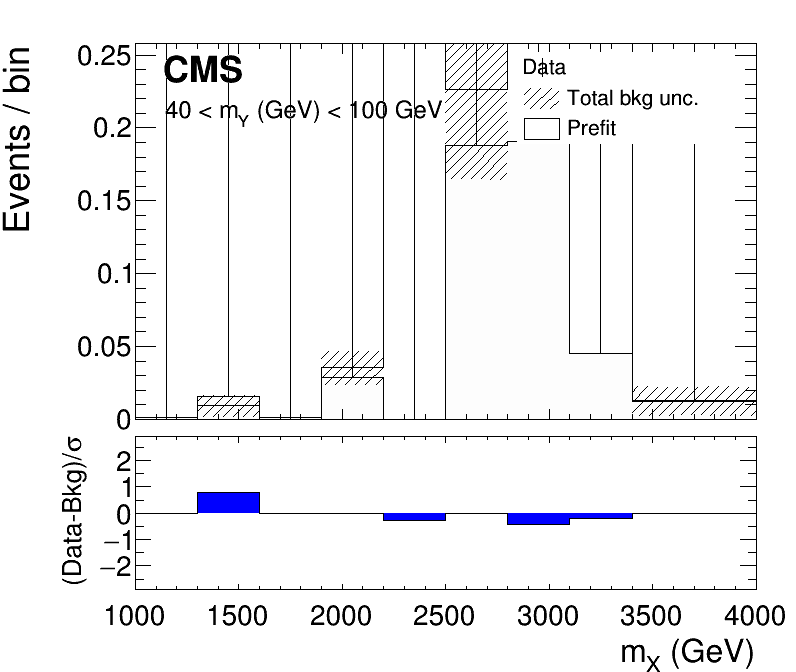 CMS
40 < mY (GeV) < 100 GeV
Data
Total bkg unc.
Prefit
Events / bin
0.25
0.2
0.15
0.1
0.05
0
(Data-Bkg)/σ
2
1
0
−1
−2
1000 1500 2000 2500 3000 3500 4000
mX (GeV)